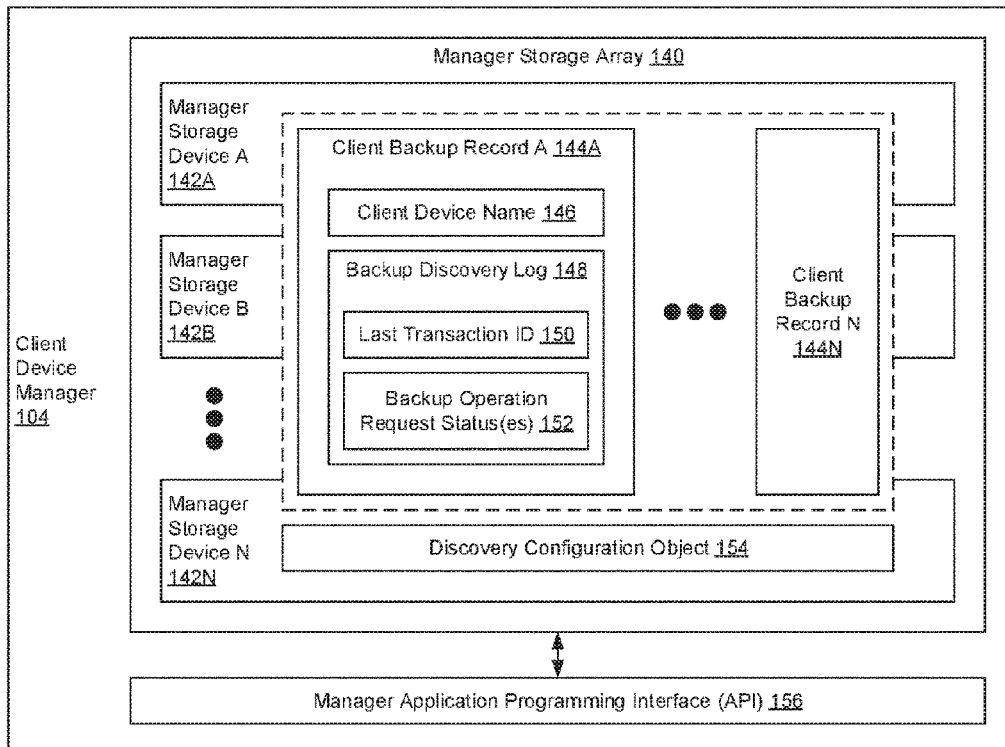 Manager Storage Array 140
Manager
Storage
Device A
142A
Client Backup Record A 144A
Client Device Name 146
Backup Discovery Log 148
Last Transaction ID 150
Backup Operation
Request Status(es) 152
Client
Backup
Record N
144N
Manager
Storage
Device B
142B
Client
Device
Manager
104
Manager
Storage
Device N
142N
Discovery Configuration Object 154
Manager Application Programming Interface (API) 156